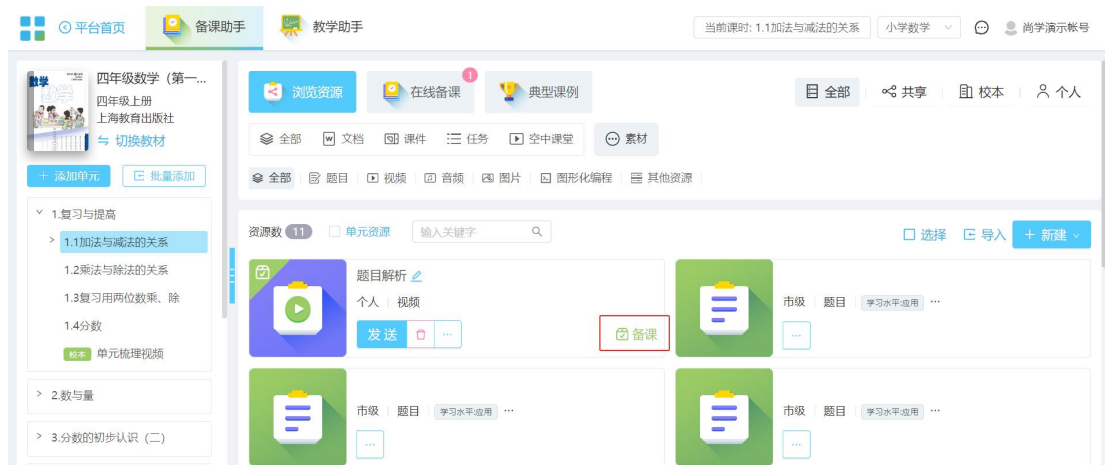 平台首页 备课助手 教学助手 当前课时: 1.1加法与减法的关系 小学数学 尚学演示帐号
数学
四年级数学（第一...
四年级上册
上海教育出版社
切换教材
+ 添加单元 批量添加
1.复习与提高
1.1加法与减法的关系
1.2乘法与除法的关系
1.3复习用两位数乘、除
1.4分数
校本 单元梳理视频
2.数与量
3.分数的初步认识（二）
浏览资源 在线备课 1 典型课例 全部 共享 校本 个人
全部 文档 课件 任务 空中课堂 素材
全部 题目 视频 音频 图片 图形化编程 其他资源
资源数 11 单元资源 输入关键字 选择 导入 + 新建
题目解析
个人 视频
发送 ... 备课
市级 题目 学习水平:应用 ...
...
市级 题目 学习水平:应用 ...
...
市级 题目 学习水平:应用 ...
...